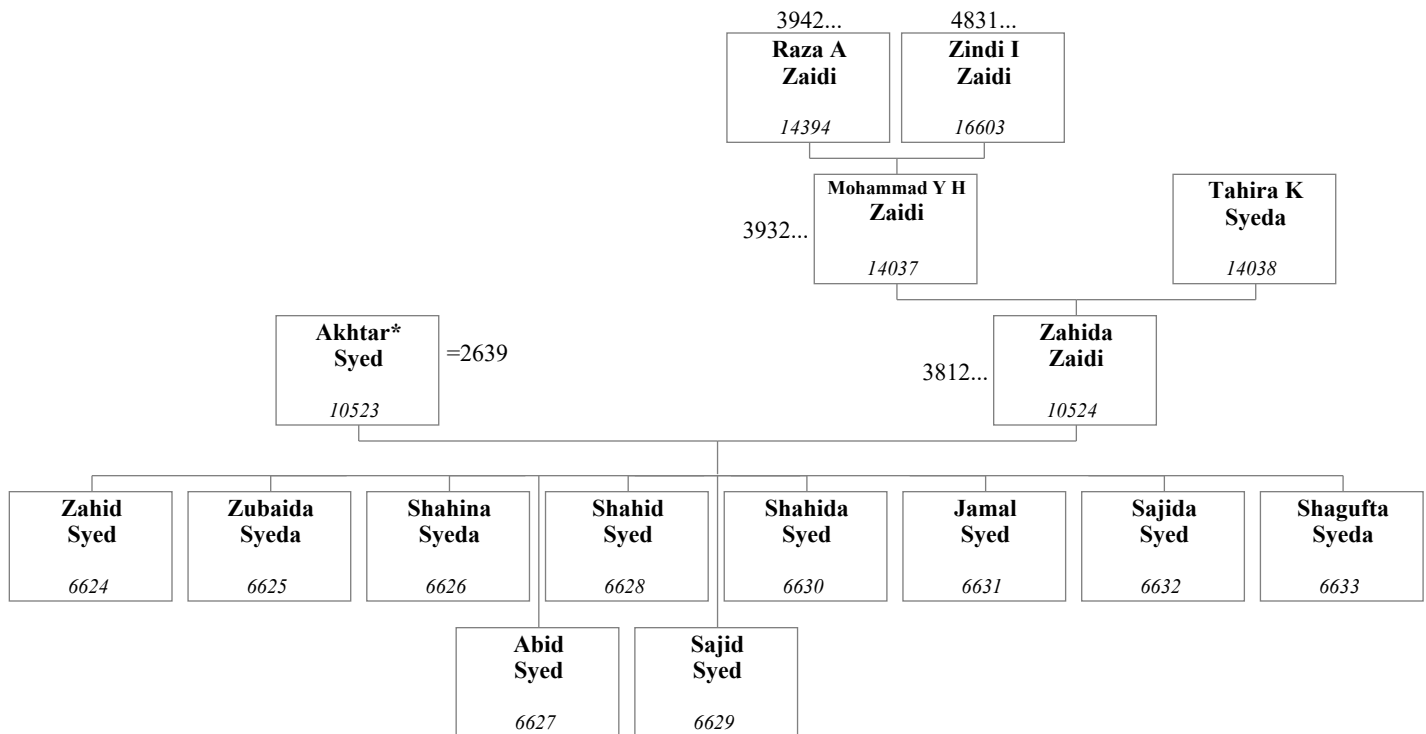 3942...
4831...
Raza A
Zaidi
14394
Zindi I
Zaidi
16603
Mohammad Y H
Zaidi
14037
3932...
Tahira K
Syeda
14038
Akhtar*
Syed
10523
=2639
Zahida
Zaidi
10524
3812...
Zahid
Syed
6624
Zubaida
Syeda
6625
Shahina
Syeda
6626
Shahid
Syed
6628
Shahida
Syed
6630
Jamal
Syed
6631
Sajida
Syed
6632
Shagufta
Syeda
6633
Abid
Syed
6627
Sajid
Syed
6629